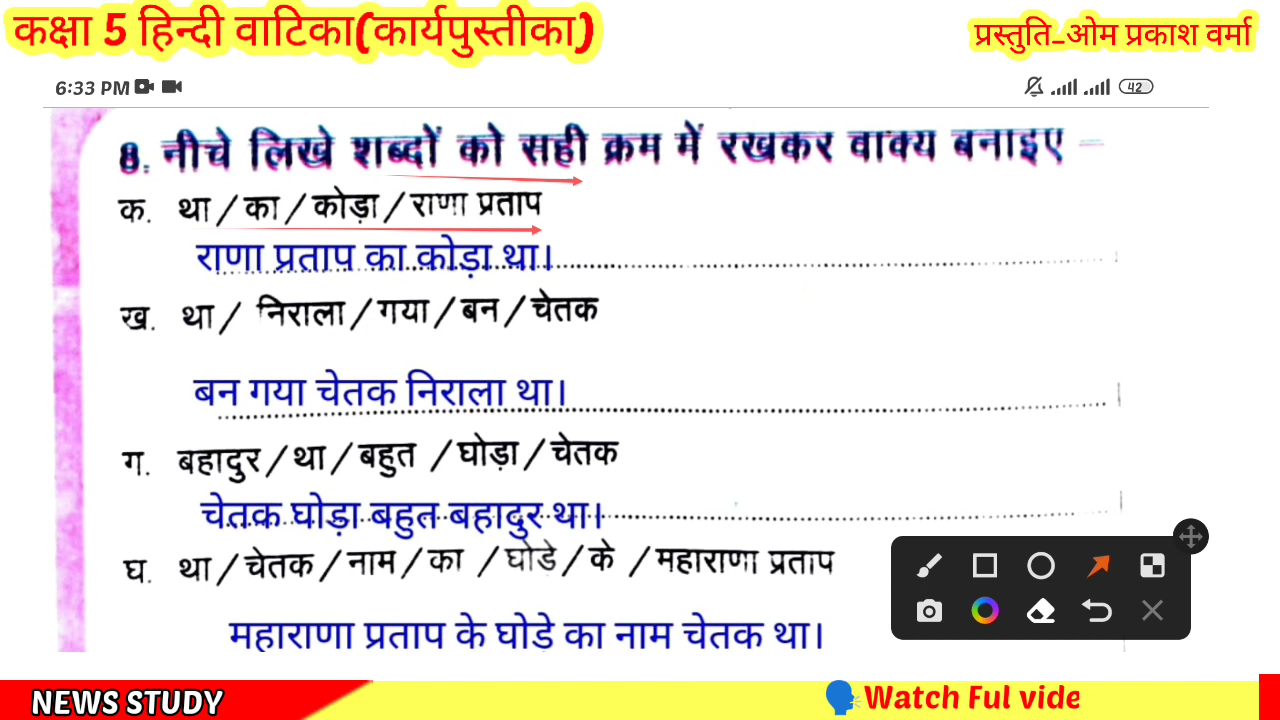 कक्षा 5 हिन्दी वाटिका(कार्यपुस्तीका)
प्रस्तुति-ओम प्रकाश वर्मा
6:33 PM
42
8. नीचे लिखे शब्दों को सही क्रम में रखकर वाक्य बनाइए –
क. था / का / कोड़ा / राणा प्रताप
राणा प्रताप का कोड़ा था।
ख. था / निराला / गया / बन / चेतक
बन गया चेतक निराला था।
ग. बहादुर / था / बहुत / घोड़ा / चेतक
चेतक घोड़ा बहुत बहादुर था।
घ. था / चेतक / नाम / का / घोडे / के / महाराणा प्रताप
महाराणा प्रताप के घोडे का नाम चेतक था।
NEWS STUDY
Watch Ful vide